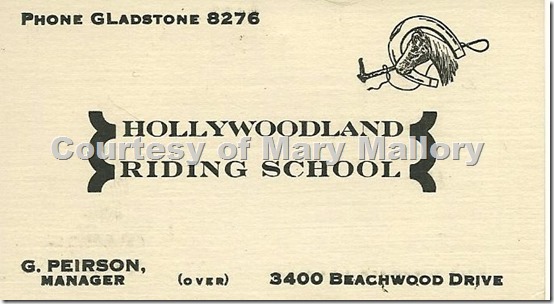 PHONE GLADSTONE 8276
HOLLYWOODLAND
Courtesy of Mary Mallory
RIDING SCHOOL
G. PEIRSON,
MANAGER
(OVER)
3400 BEACHWOOD DRIVE